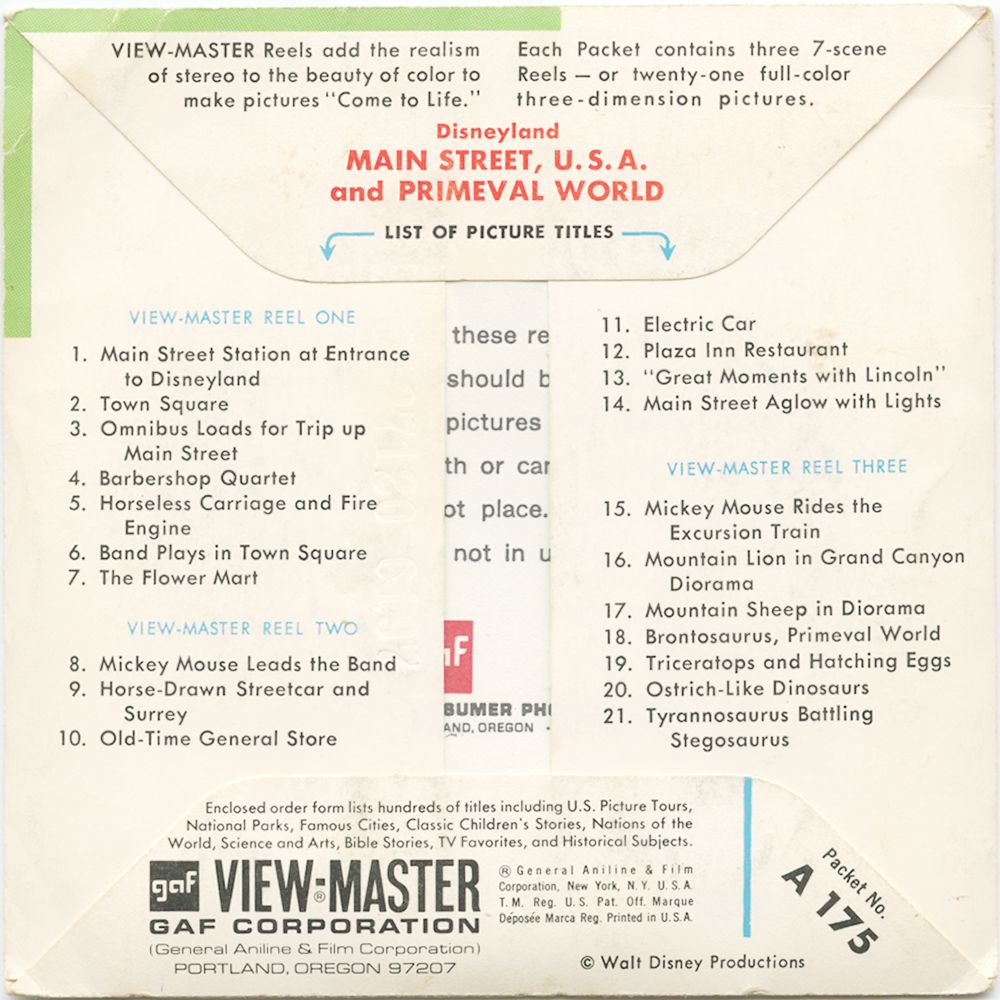 VIEW-MASTER Reels add the realism
of stereo to the beauty of color to
make pictures "Come to Life."
Each Packet contains three 7-scene
Reels — or twenty-one full-color
three-dimension pictures.
Disneyland
MAIN STREET, U.S.A.
and PRIMEVAL WORLD
LIST OF PICTURE TITLES
VIEW-MASTER REEL ONE
1. Main Street Station at Entrance
to Disneyland
2. Town Square
3. Omnibus Loads for Trip up
Main Street
4. Barbershop Quartet
5. Horseless Carriage and Fire
Engine
6. Band Plays in Town Square
7. The Flower Mart
VIEW-MASTER REEL TWO
8. Mickey Mouse Leads the Band
9. Horse-Drawn Streetcar and
Surrey
10. Old-Time General Store
these re
should b
pictures
th or car
ot place.
not in u
af
SUMER PH
AND, OREGON
11. Electric Car
12. Plaza Inn Restaurant
13. "Great Moments with Lincoln"
14. Main Street Aglow with Lights
VIEW-MASTER REEL THREE
15. Mickey Mouse Rides the
Excursion Train
16. Mountain Lion in Grand Canyon
Diorama
17. Mountain Sheep in Diorama
18. Brontosaurus, Primeval World
19. Triceratops and Hatching Eggs
20. Ostrich-Like Dinosaurs
21. Tyrannosaurus Battling
Stegosaurus
Enclosed order form lists hundreds of titles including U.S. Picture Tours,
National Parks, Famous Cities, Classic Children's Stories, Nations of the
World, Science and Arts, Bible Stories, TV Favorites, and Historical Subjects.
gaf VIEW-MASTER ®
GAF CORPORATION
(General Aniline & Film Corporation)
PORTLAND, OREGON 97207
® General Aniline & Film
Corporation, New York, N.Y. U.S.A.
T.M. Reg. U.S. Pat. Off. Marque
Déposée Marca Reg. Printed in U.S.A.
© Walt Disney Productions
Packet No.
A 175